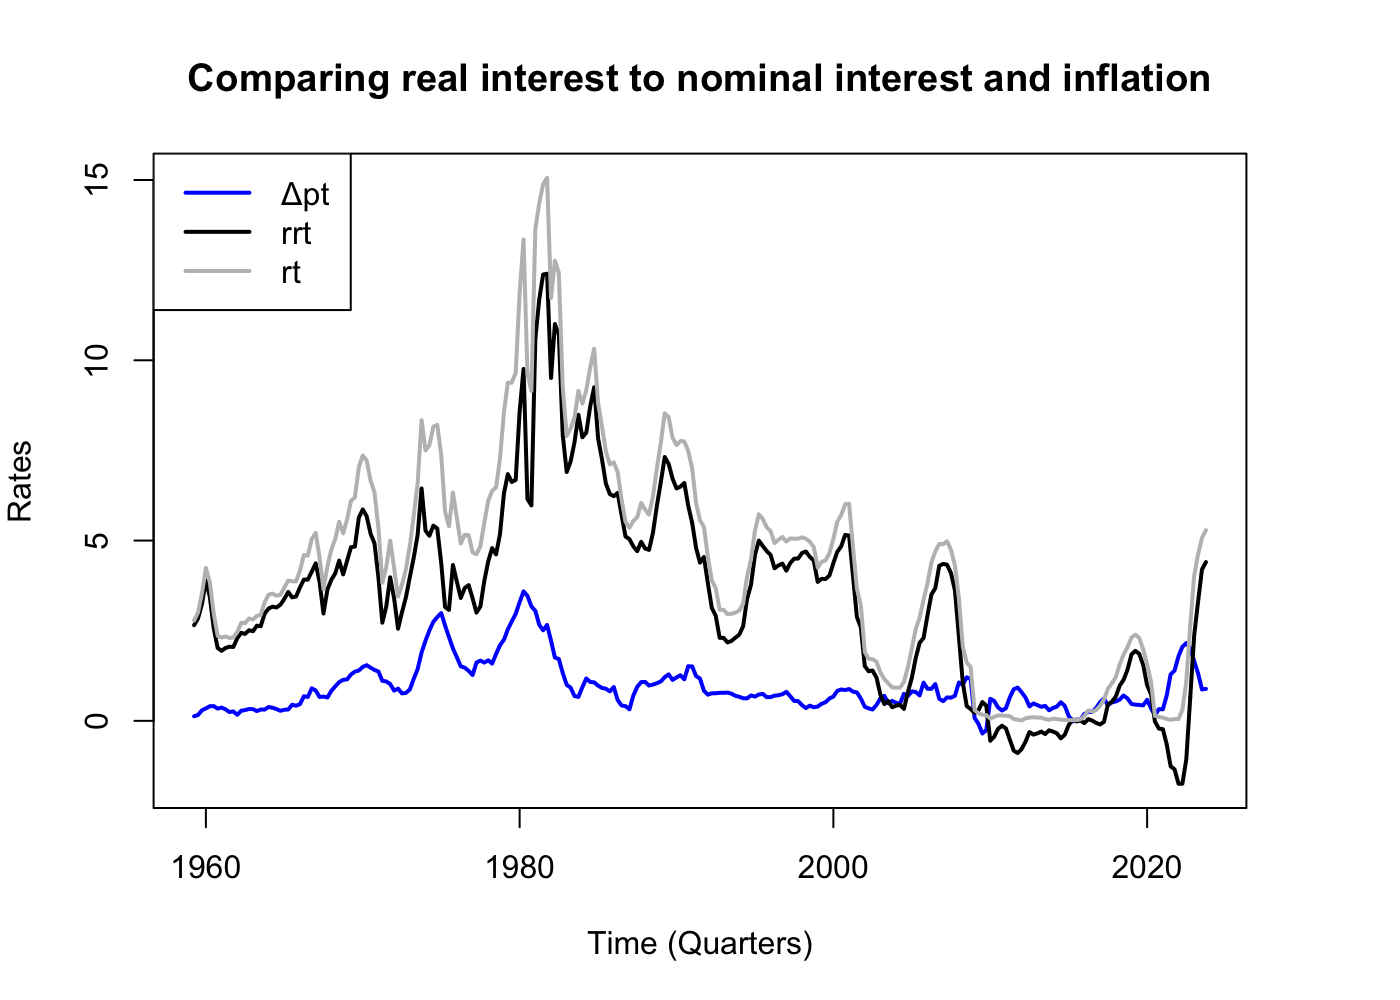 Comparing real interest to nominal interest and inflation
Δpt
rrt
rt
15
10
5
0
Rates
1960 1980 2000 2020
Time (Quarters)